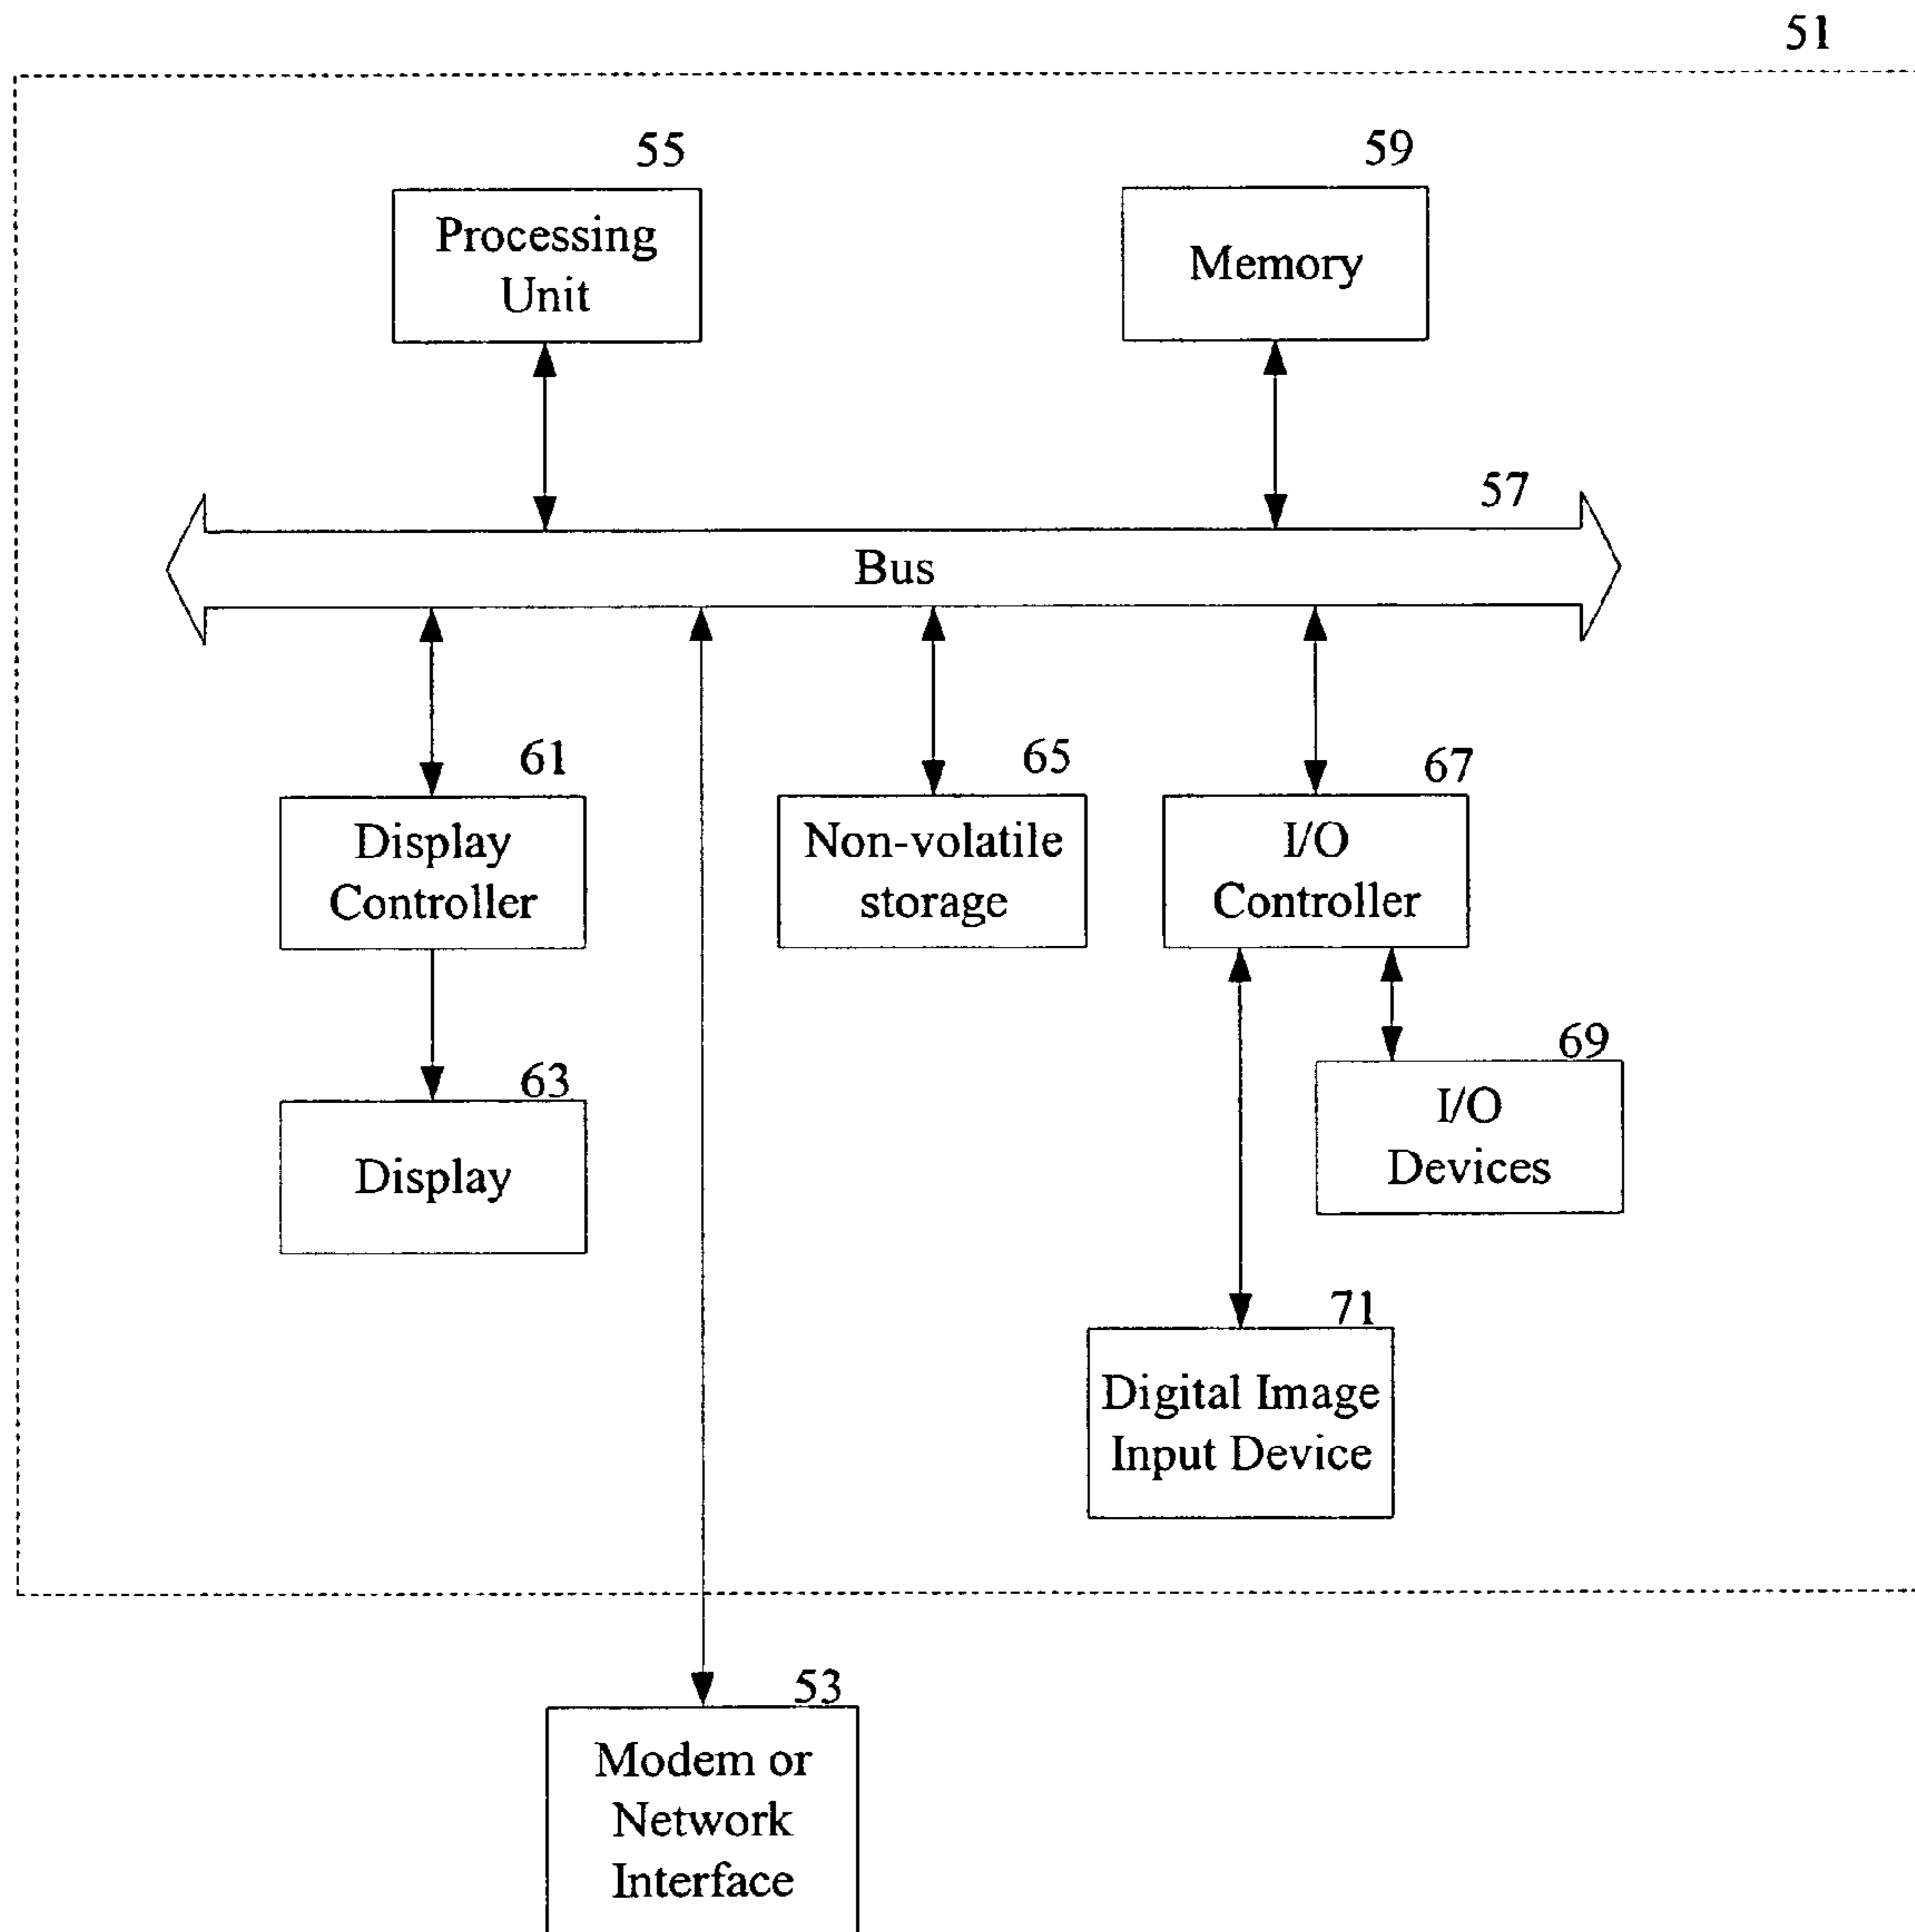 51
55
59
Processing
Unit
Memory
57
Bus
61
65
67
Display
Controller
Non-volatile
storage
I/O
Controller
63
69
Display
I/O
Devices
71
Digital Image
Input Device
53
Modem or
Network
Interface